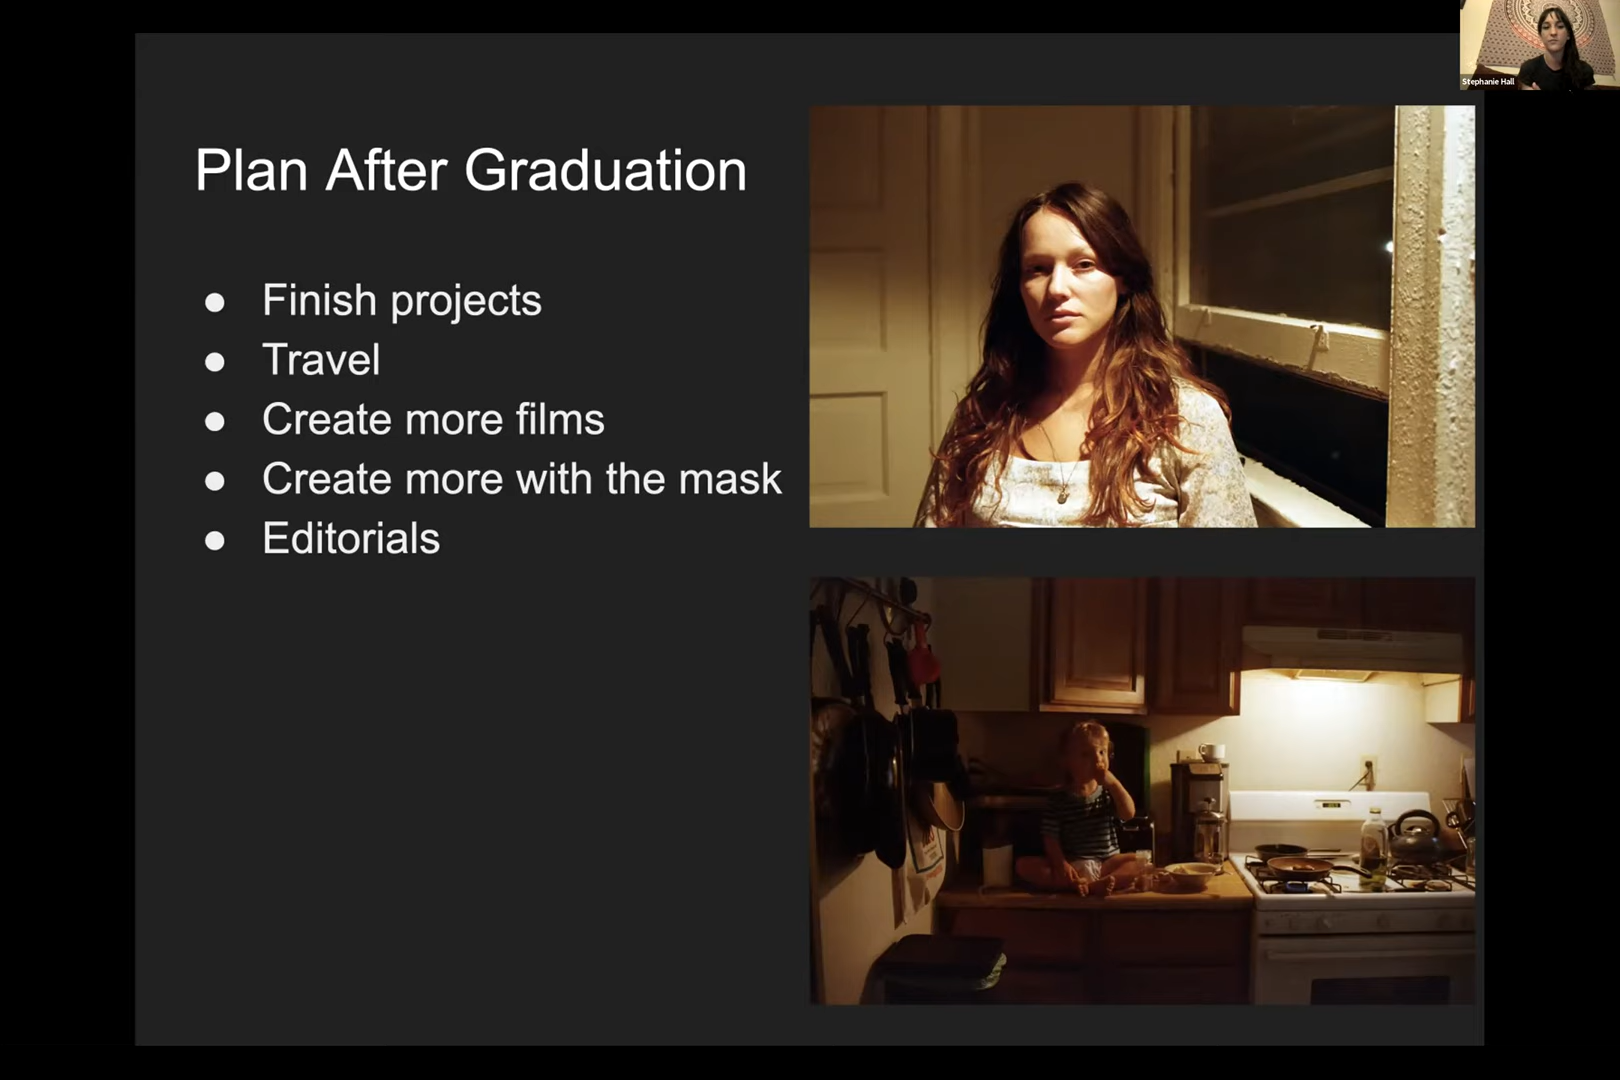 Stephanie Hall
Plan After Graduation
● Finish projects
● Travel
● Create more films
● Create more with the mask
● Editorials